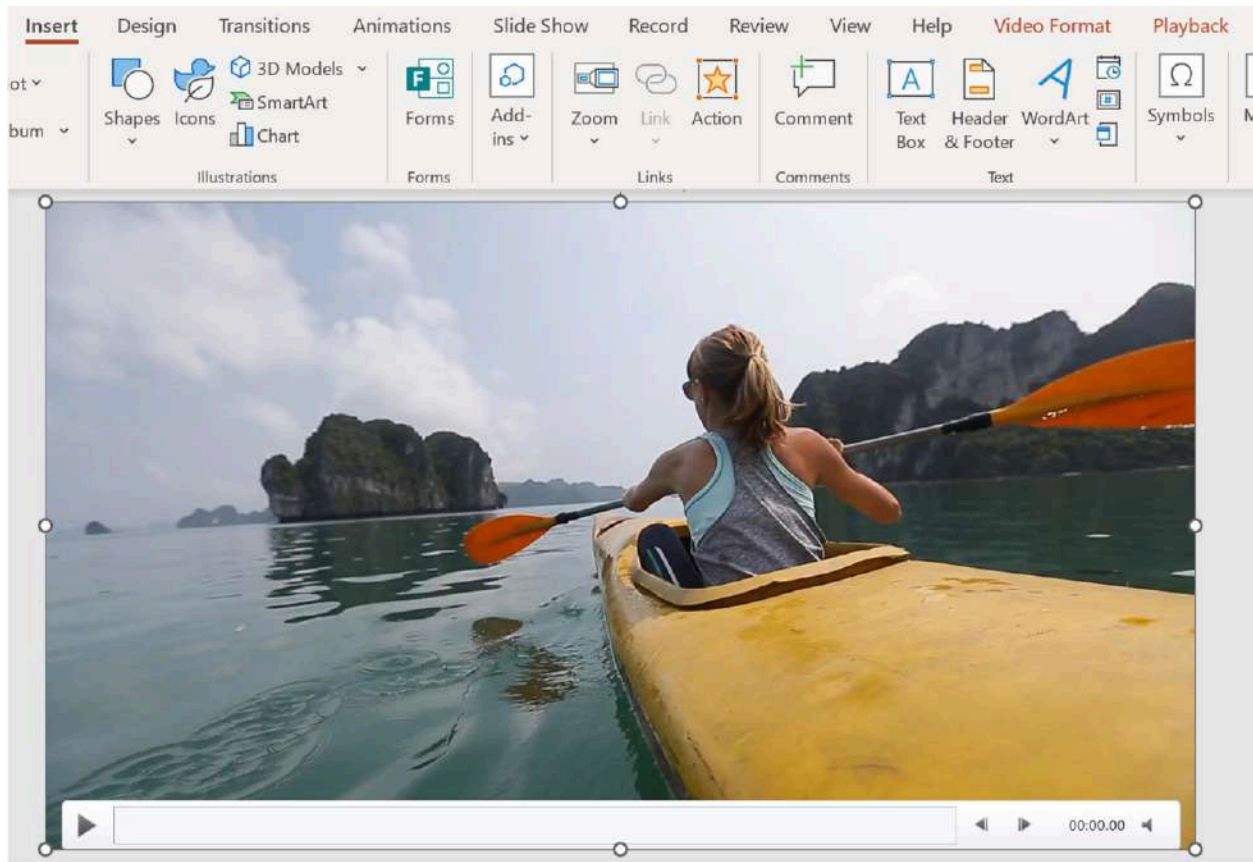 Insert Design Transitions Animations Slide Show Record Review View Help Video Format Playback
ot
bum
Shapes
Icons
3D Models
SmartArt
Chart
Illustrations
Forms
Forms
Add-
ins
Zoom
Link
Action
Links
Comment
Comments
Text
Box
Header
& Footer
WordArt
Text
Symbols
M
00:00.00